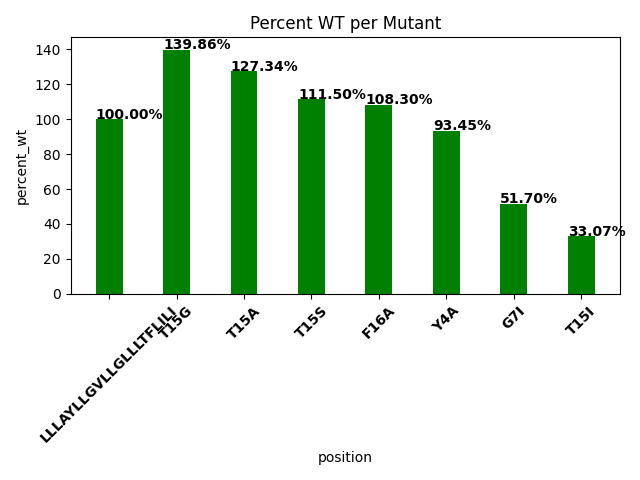 Percent WT per Mutant
percent_wt
140
120
100
80
60
40
20
0
100.00%
139.86%
127.34%
111.50%
108.30%
93.45%
51.70%
33.07%
LLLAYLLGVLLGLLLTFLILI
T15G
T15A
T15S
F16A
Y4A
G7I
T15I
position